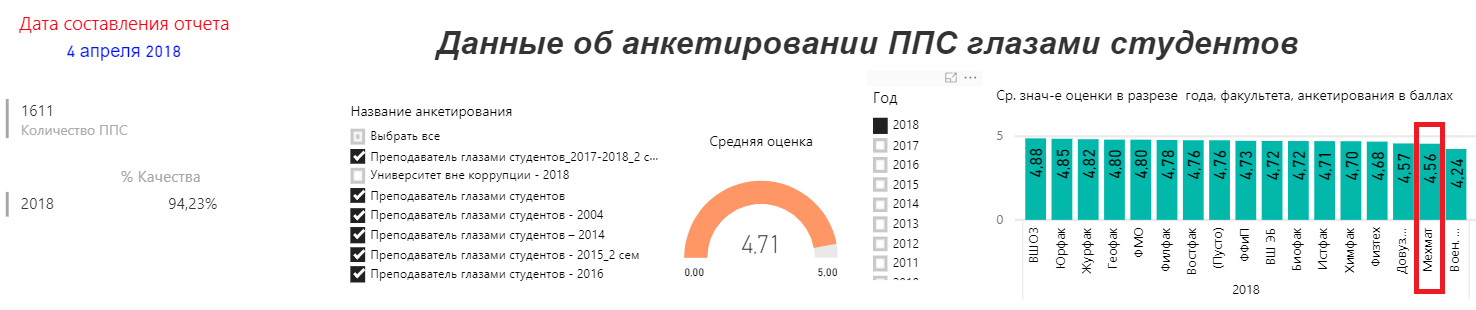 Дата составления отчета
4 апреля 2018
Данные об анкетировании ППС глазами студентов
1611
Количество ППС
% Качества
2018 94,23%
Название анкетирования
Выбрать все
Преподаватель глазами студентов_2017-2018_2 с...
Университет вне коррупции - 2018
Преподаватель глазами студентов
Преподаватель глазами студентов - 2004
Преподаватель глазами студентов – 2014
Преподаватель глазами студентов - 2015_2 сем
Преподаватель глазами студентов - 2016
Средняя оценка
4,71
0,00 5,00
Год
2018
2017
2016
2015
2014
2013
2012
2011
Ср. знач-е оценки в разрезе года, факультета, анкетирования в баллах
5
0
4,88
4,85
4,82
4,80
4,80
4,78
4,76
4,76
4,73
4,72
4,72
4,71
4,70
4,68
4,57
4,56
4,24
ВШОЗ
Юрфак
Журфак
Геофак
ФМО
Филфак
Востфак
(Пусто)
ФФиП
ВШ ЭБ
Биофак
Истфак
Химфак
Физтех
Довуз...
Мехмат
Воен. ...
2018